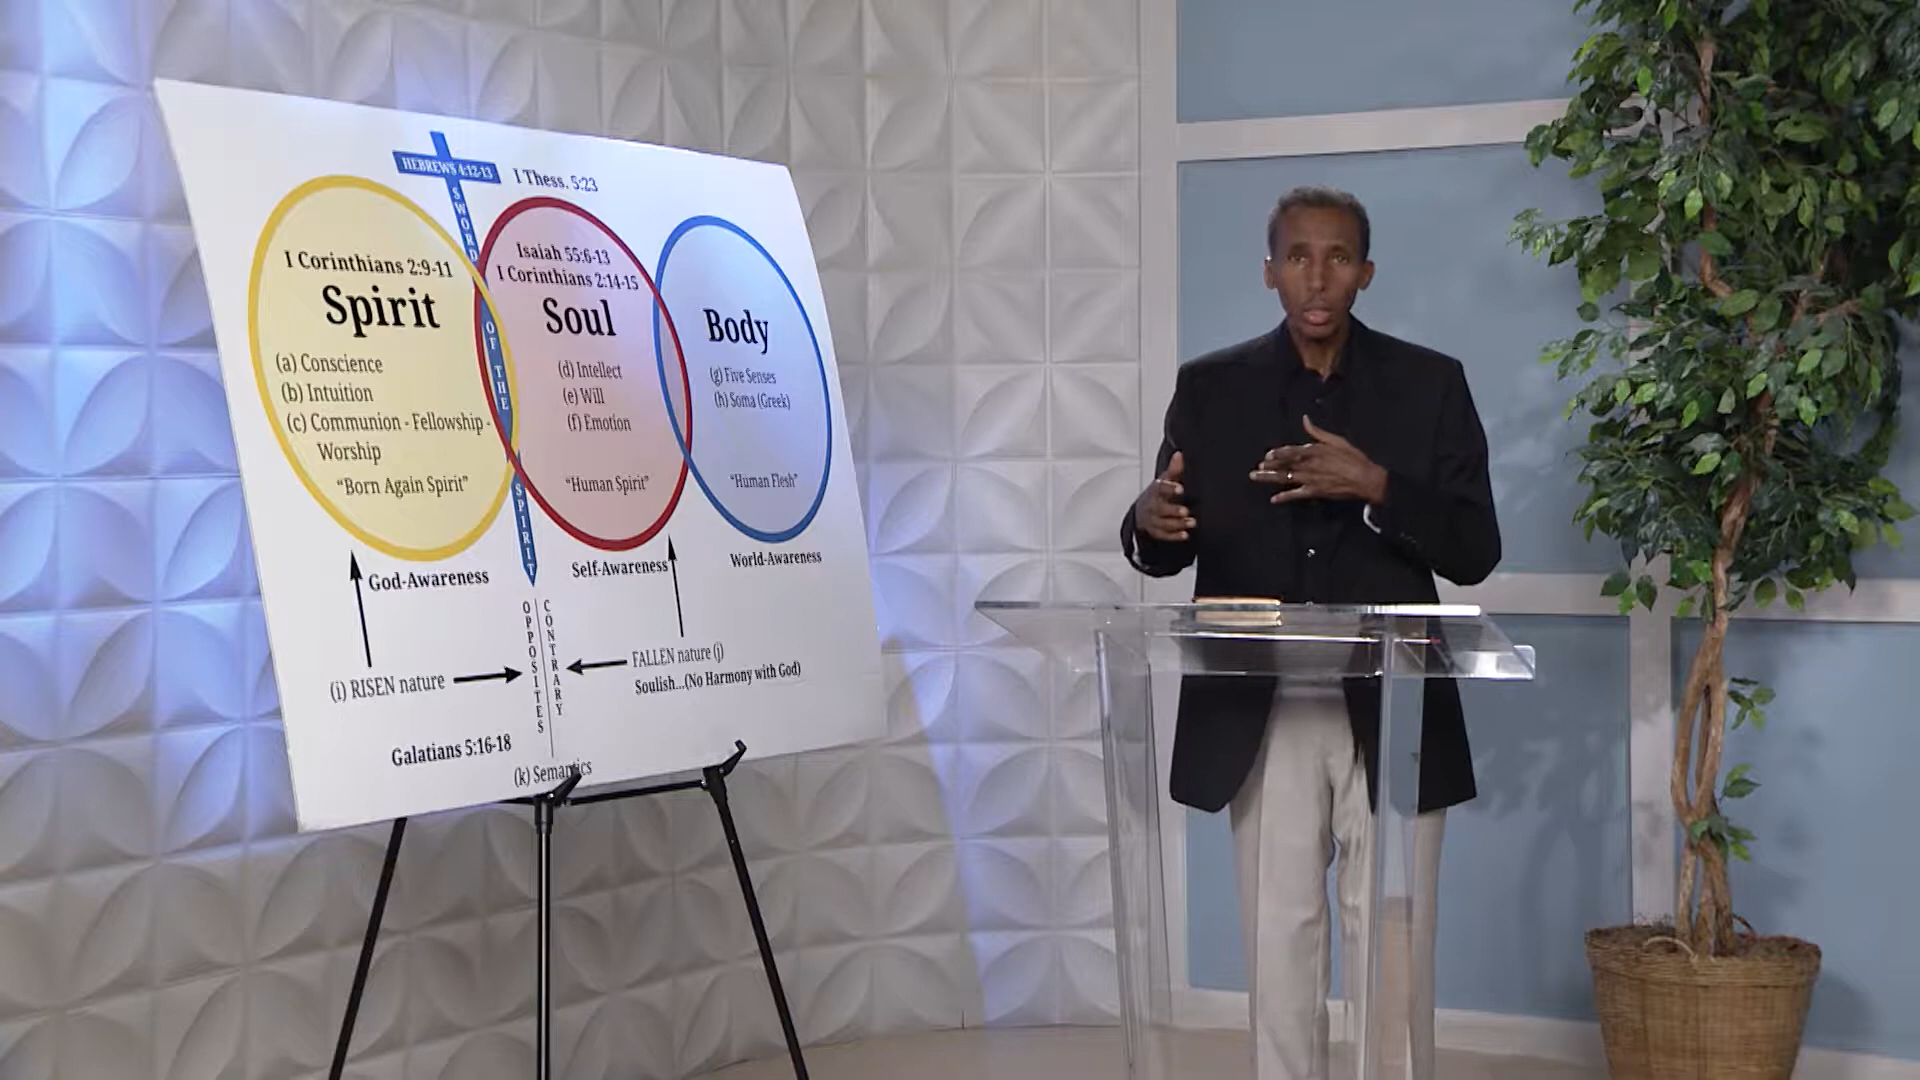 HEBREWS 4:12-13
I Thess. 5:23
SWORD OF THE SPIRIT
I Corinthians 2:9-11
Spirit
(a) Conscience
(b) Intuition
(c) Communion - Fellowship -
Worship
“Born Again Spirit”
God-Awareness
Isaiah 55:6-13
I Corinthians 2:14-15
Soul
(d) Intellect
(e) Will
(f) Emotion
“Human Spirit”
Self-Awareness
Body
(g) Five Senses
(h) Soma (Greek)
“Human Flesh”
World-Awareness
(i) RISEN nature
OPPOSITES
CONTRARY
FALLEN nature (j)
Soulish...(No Harmony with God)
Galatians 5:16-18
(k) Semantics